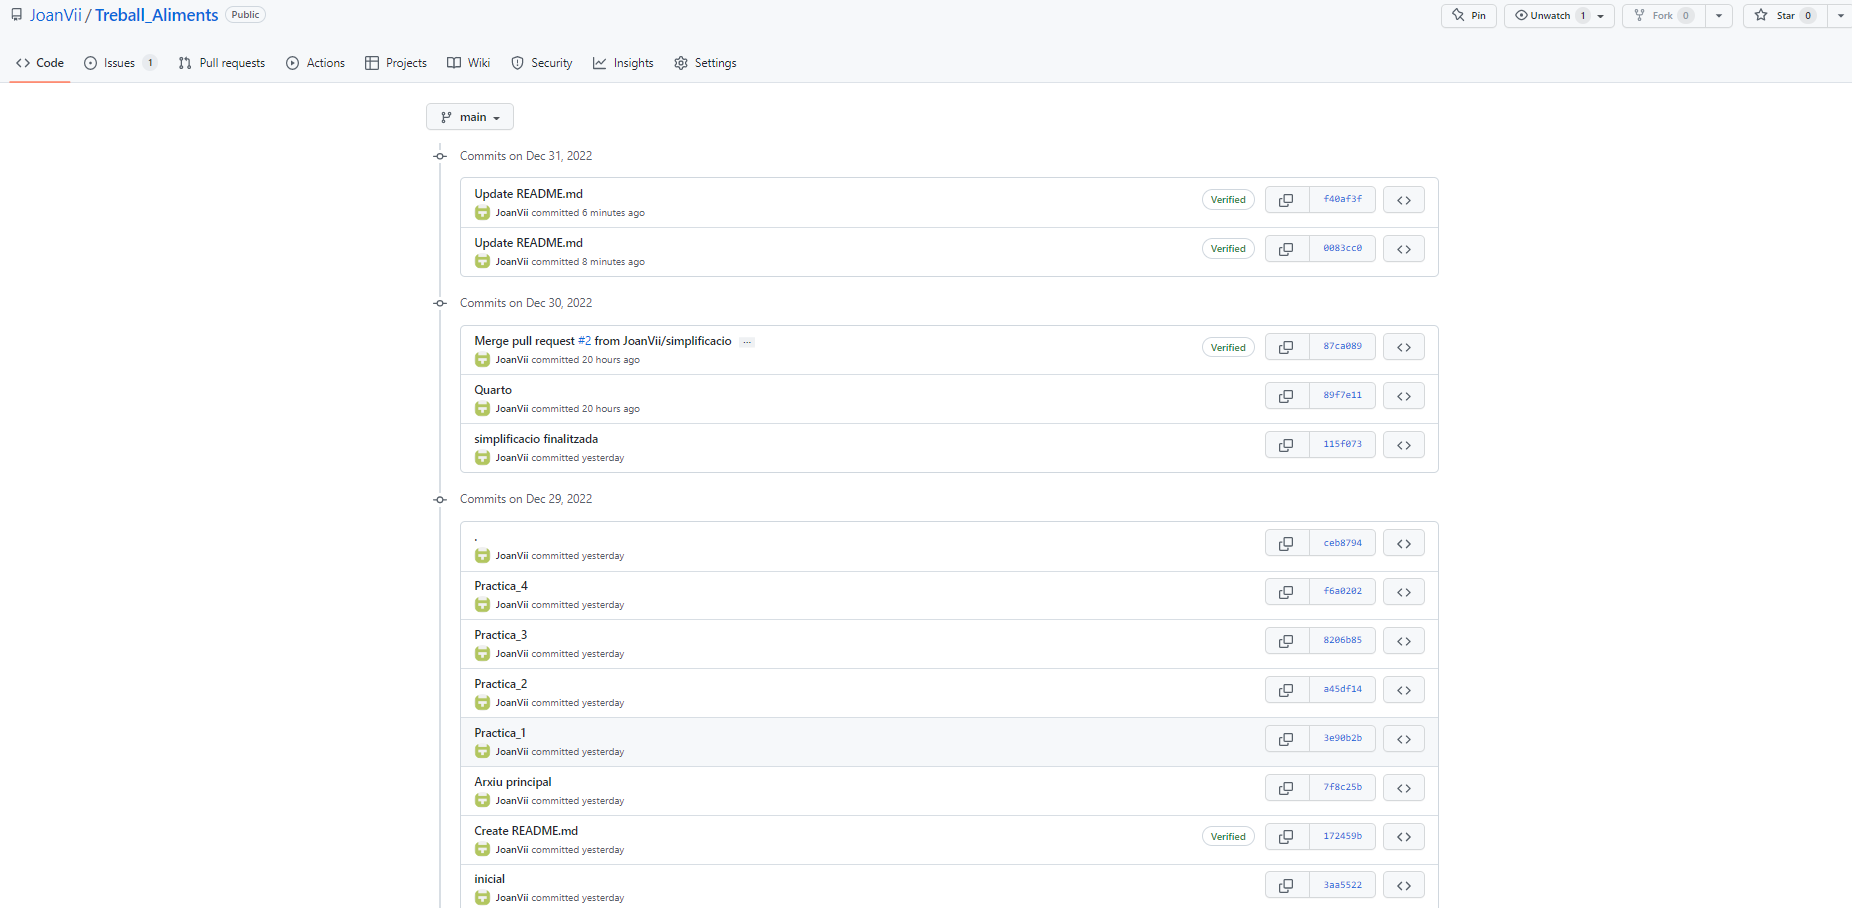 JoanVii / Treball_Aliments Public
Pin Unwatch 1 Fork 0 Star 0
Code Issues 1 Pull requests Actions Projects Wiki Security Insights Settings
main
Commits on Dec 31, 2022
Update README.md
JoanVii committed 6 minutes ago
Verified f40af3f
Update README.md
JoanVii committed 8 minutes ago
Verified 0083cc0
Commits on Dec 30, 2022
Merge pull request #2 from JoanVii/simplificacio ...
JoanVii committed 20 hours ago
Verified 87ca089
Quarto
JoanVii committed 20 hours ago
89f7e11
simplificacio finalitzada
JoanVii committed yesterday
115f073
Commits on Dec 29, 2022
.
JoanVii committed yesterday
ceb8794
Practica_4
JoanVii committed yesterday
f6a0202
Practica_3
JoanVii committed yesterday
8206b85
Practica_2
JoanVii committed yesterday
a45df14
Practica_1
JoanVii committed yesterday
3e90b2b
Arxiu principal
JoanVii committed yesterday
7f8c25b
Create README.md
JoanVii committed yesterday
Verified 172459b
inicial
JoanVii committed yesterday
3aa5522